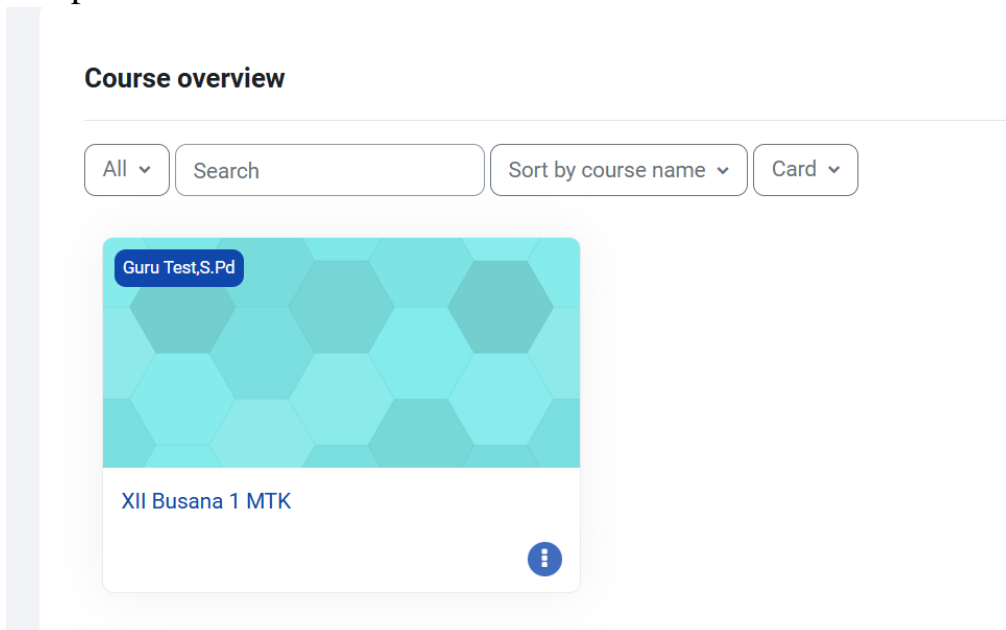 Course overview
All Search Sort by course name Card
Guru Test,S.Pd
XII Busana 1 MTK